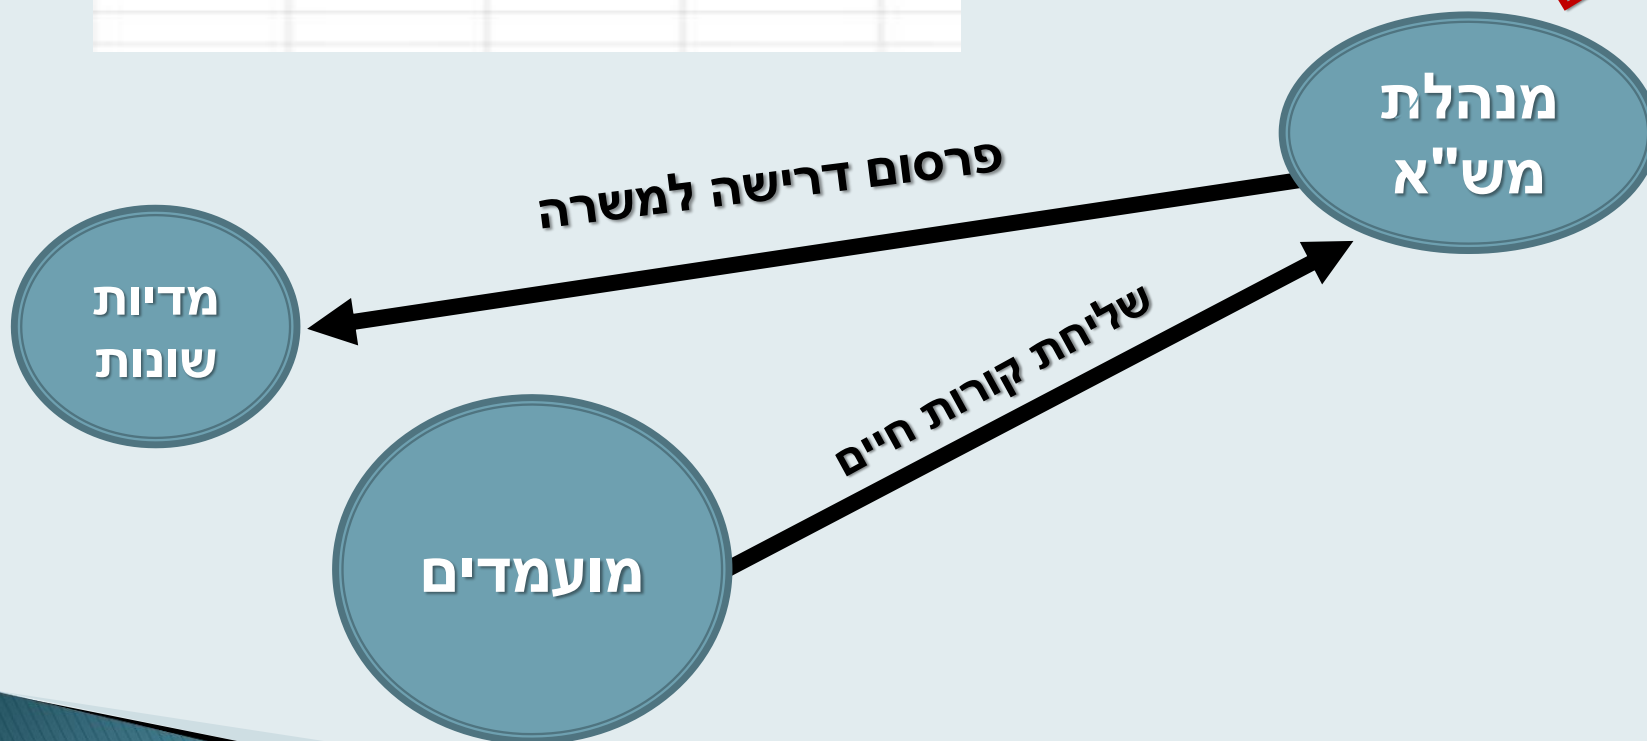 מנהלת
מש"א
פרסום דרישה למשרה
מדיות
שונות
שליחת קורות חיים
מועמדים